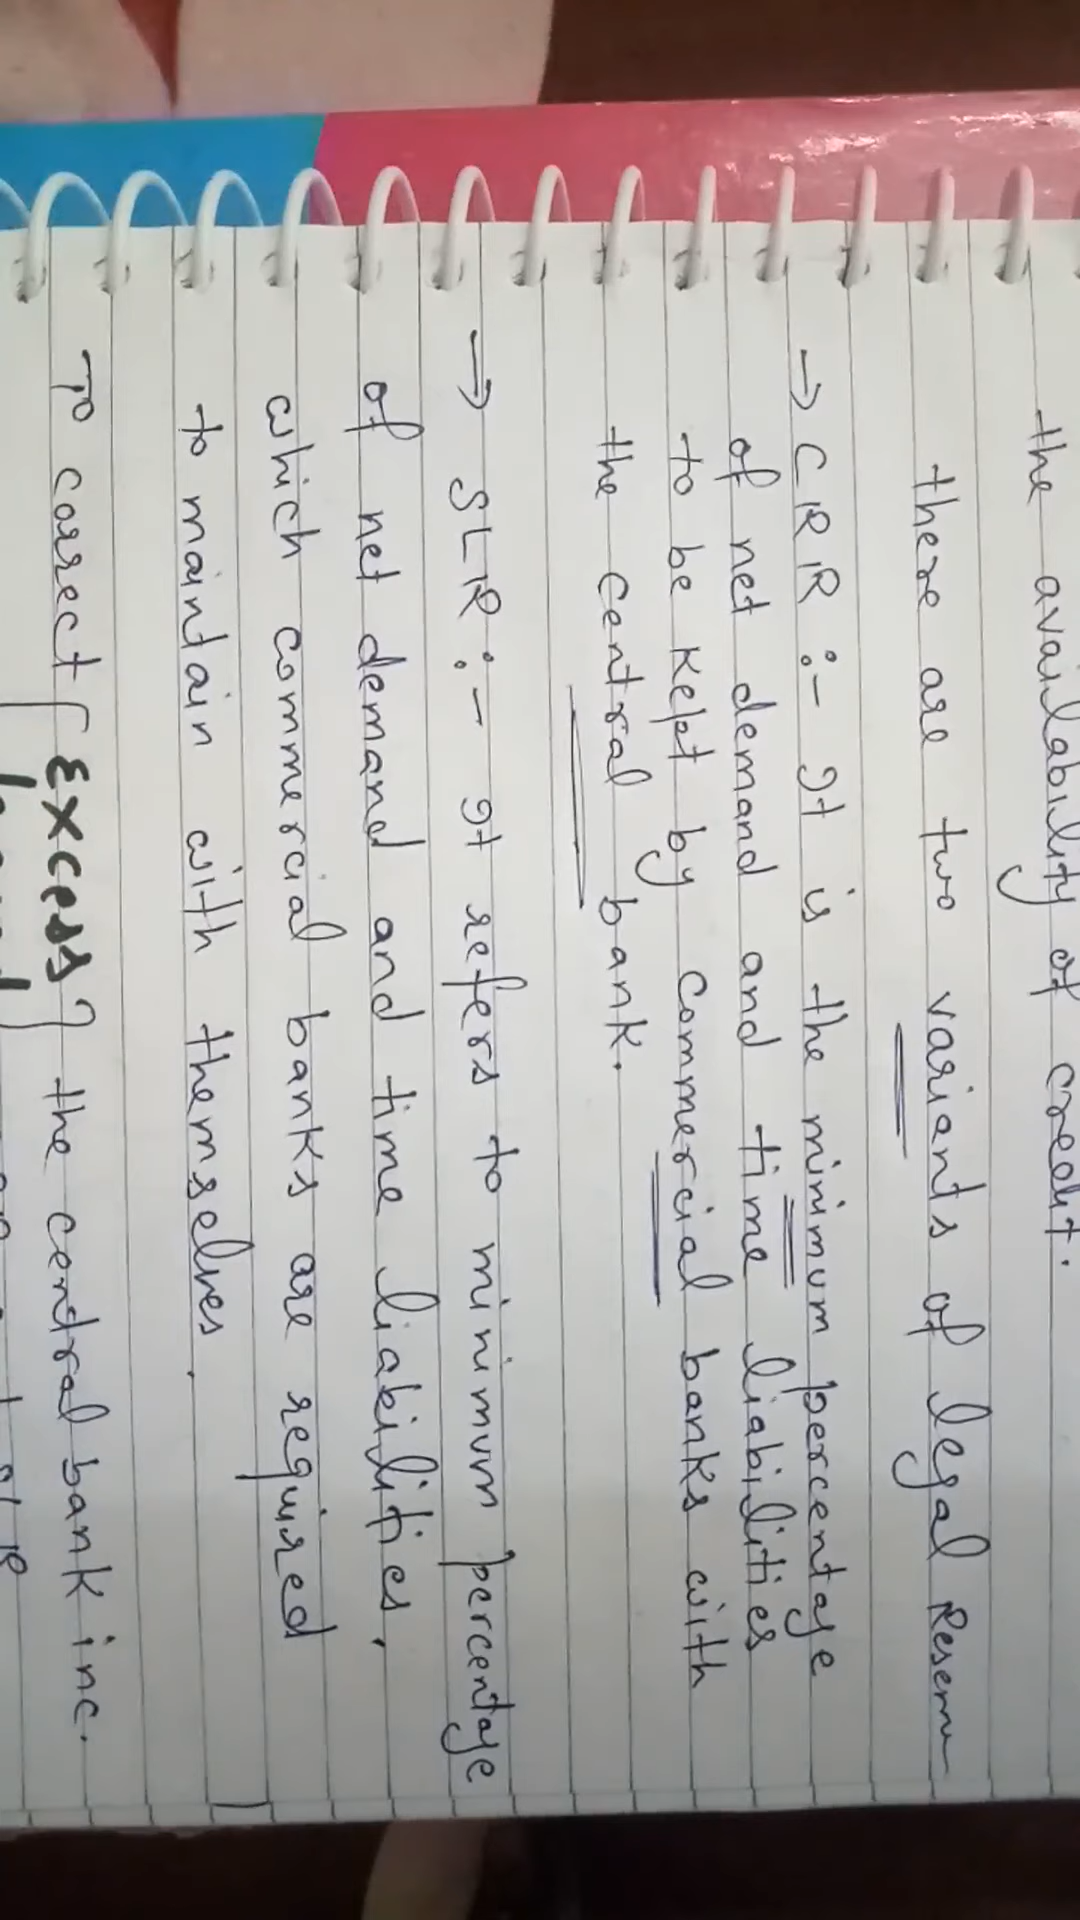 the availability of credit.
there are two variants of legal Reserve
→ CRR :- It is the minimum percentage
of net demand and time liabilities
to be kept by commercial banks with
the central bank.
→ SLR :- It refers to minimum percentage
of net demand and time liabilities,
which commercial banks are required
to maintain with themselves.
To correct {Excess} the central bank inc.